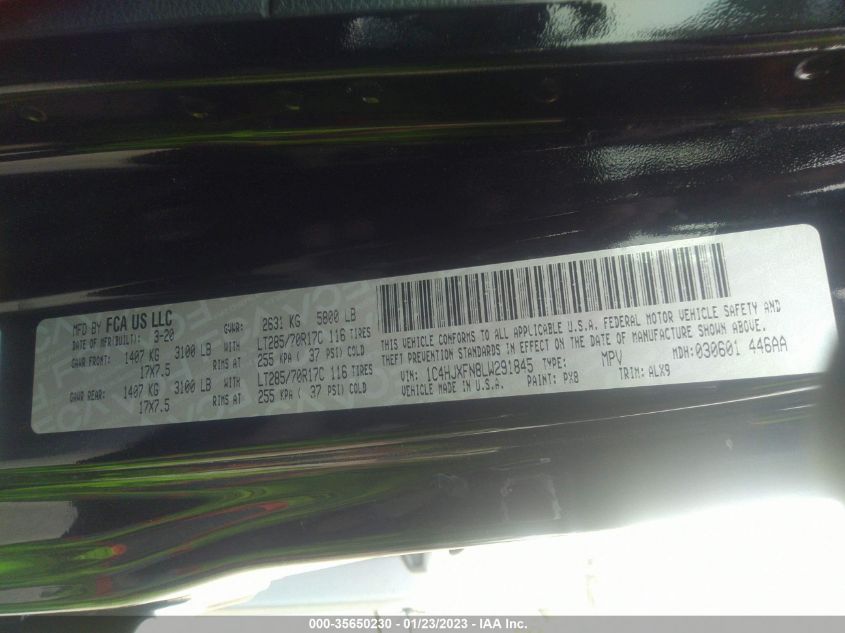 MFD BY FCA US LLC
DATE OF MFR(BUILT): 3-20 GVWR: 2631 KG 5800 LB
GAWR FRONT: 1407 KG 3100 LB WITH LT285/70R17C 116 TIRES
17X7.5 RIMS AT 255 KPA ( 37 PSI) COLD
GAWR REAR: 1407 KG 3100 LB WITH LT285/70R17C 116 TIRES
17X7.5 RIMS AT 255 KPA ( 37 PSI) COLD
THIS VEHICLE CONFORMS TO ALL APPLICABLE U.S.A. FEDERAL MOTOR VEHICLE SAFETY AND
THEFT PREVENTION STANDARDS IN EFFECT ON THE DATE OF MANUFACTURE SHOWN ABOVE.
VIN: 1C4HJXFN8LW291845 TYPE: MPV MDH: 030601 446AA
VEHICLE MADE IN U.S.A. PAINT: PX8 TRIM: ALX9
000-35650230 - 01/23/2023 - IAA Inc.